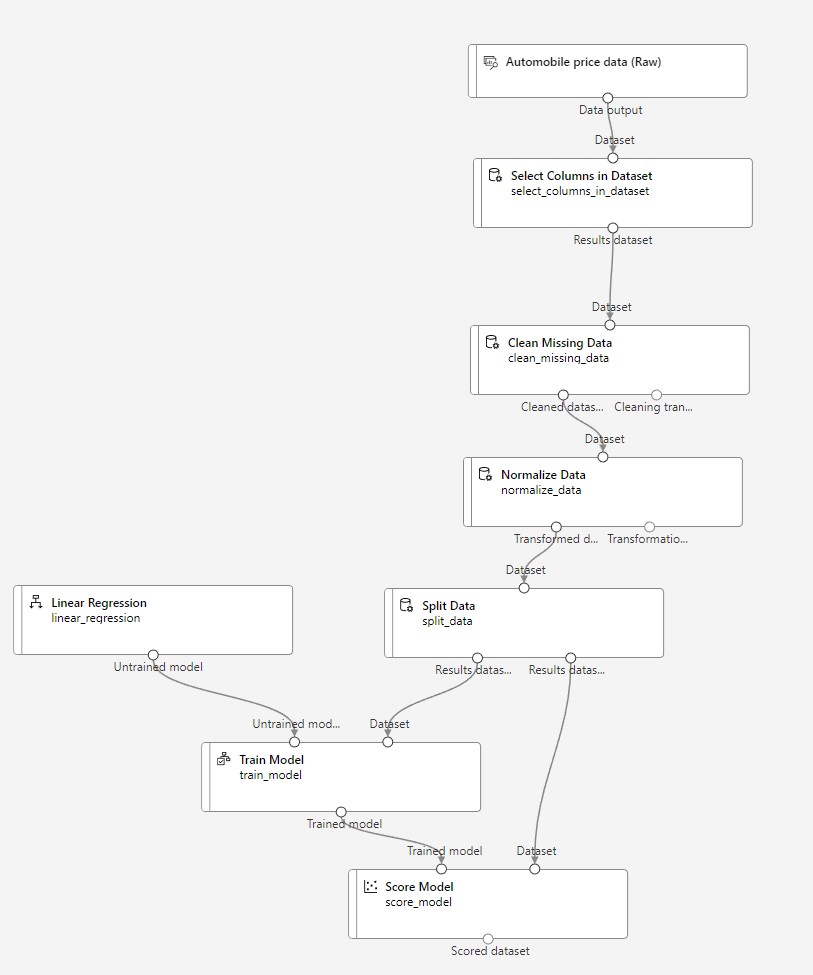 Automobile price data (Raw)
Data output
Dataset
Select Columns in Dataset
select_columns_in_dataset
Results dataset
Dataset
Clean Missing Data
clean_missing_data
Cleaned datas... Cleaning tran...
Dataset
Normalize Data
normalize_data
Transformed d... Transformatio...
Dataset
Linear Regression
linear_regression
Untrained model
Split Data
split_data
Results datas... Results datas...
Untrained mod... Dataset
Train Model
train_model
Trained model
Trained model Dataset
Score Model
score_model
Scored dataset